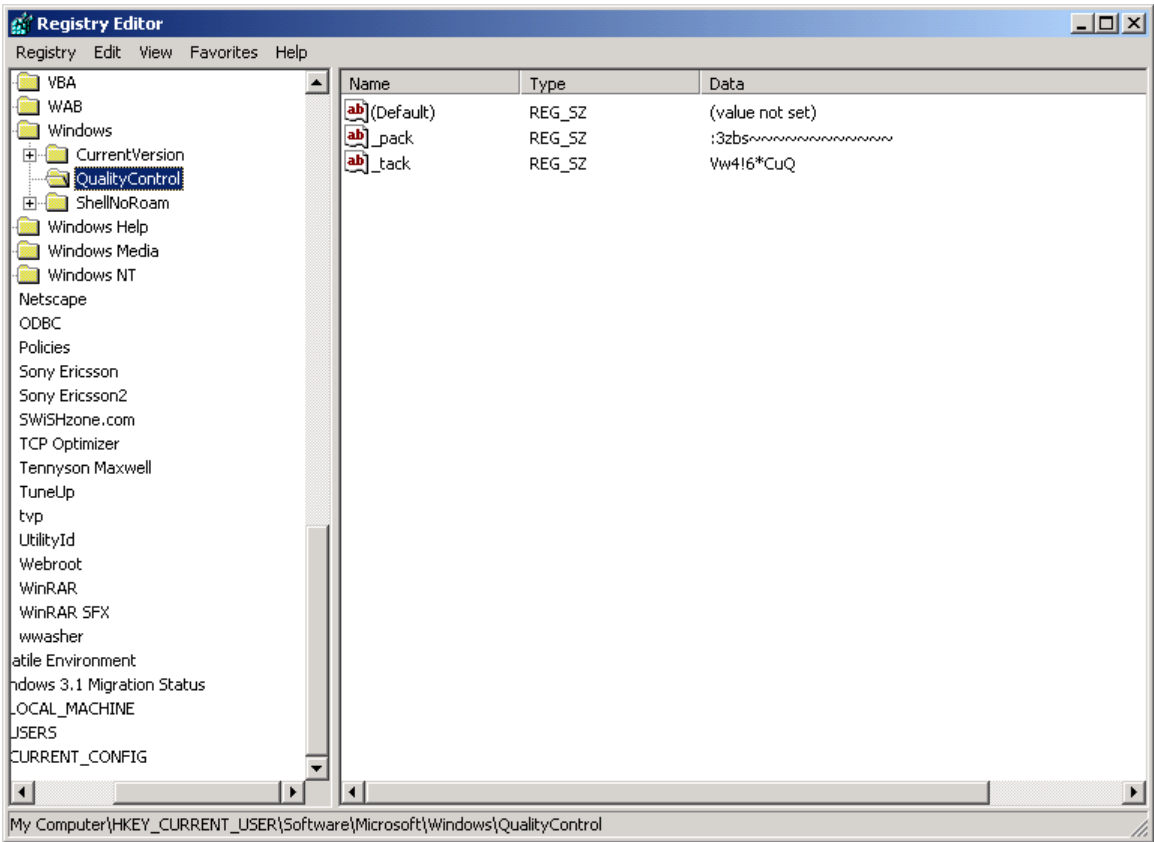 Registry Editor
Registry Edit View Favorites Help
VBA
WAB
Windows
CurrentVersion
QualityControl
ShellNoRoam
Windows Help
Windows Media
Windows NT
Netscape
ODBC
Policies
Sony Ericsson
Sony Ericsson2
SWiSHzone.com
TCP Optimizer
Tennyson Maxwell
TuneUp
tvp
UtilityId
Webroot
WinRAR
WinRAR SFX
wwasher
atile Environment
ndows 3.1 Migration Status
LOCAL_MACHINE
USERS
CURRENT_CONFIG
Name Type Data
(Default) REG_SZ (value not set)
_pack REG_SZ :3zbs~~~~~~~~~~~~~~
_tack REG_SZ Vw4!6*CuQ
My Computer\HKEY_CURRENT_USER\Software\Microsoft\Windows\QualityControl